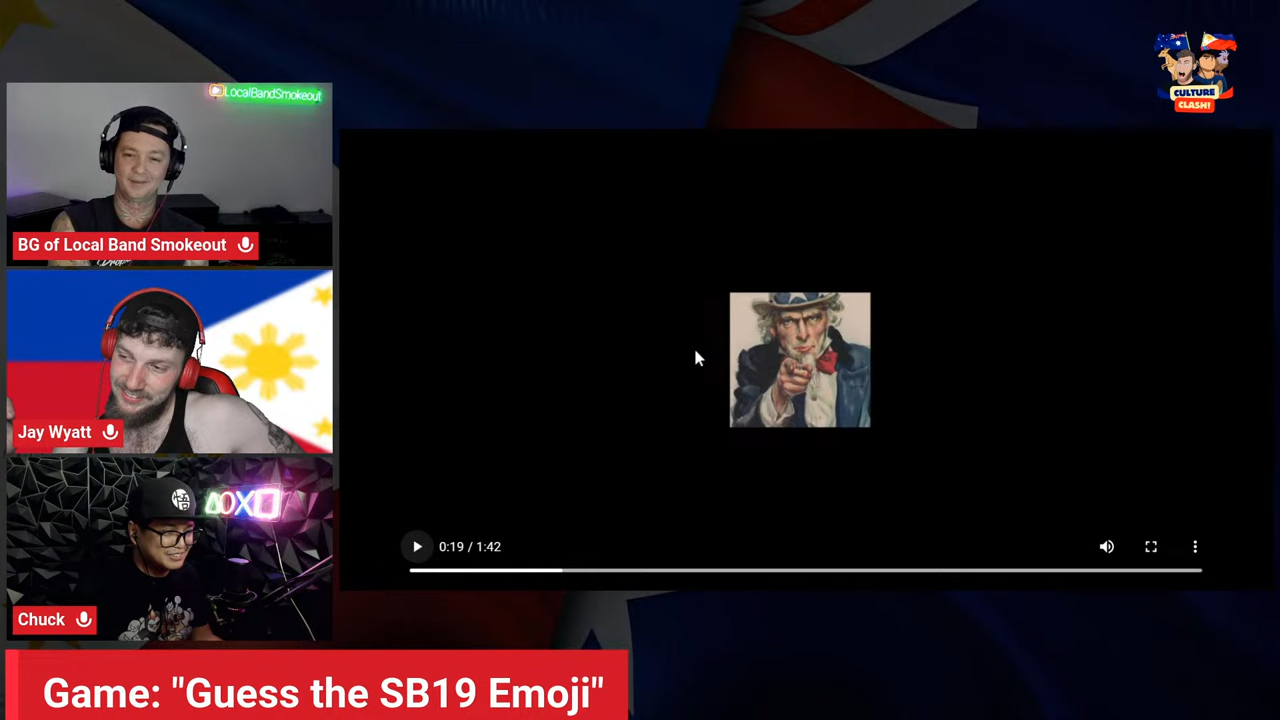 LocalBandSmokeout
CULTURE
CLASH!
BG of Local Band Smokeout
Jay Wyatt
Chuck
0:19 / 1:42
Game: "Guess the SB19 Emoji"